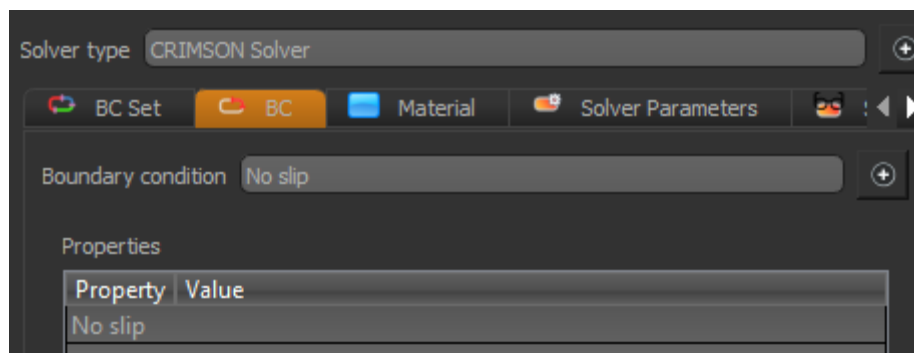 Solver type CRIMSON Solver
BC Set BC Material Solver Parameters
Boundary condition No slip
Properties
Property Value
No slip